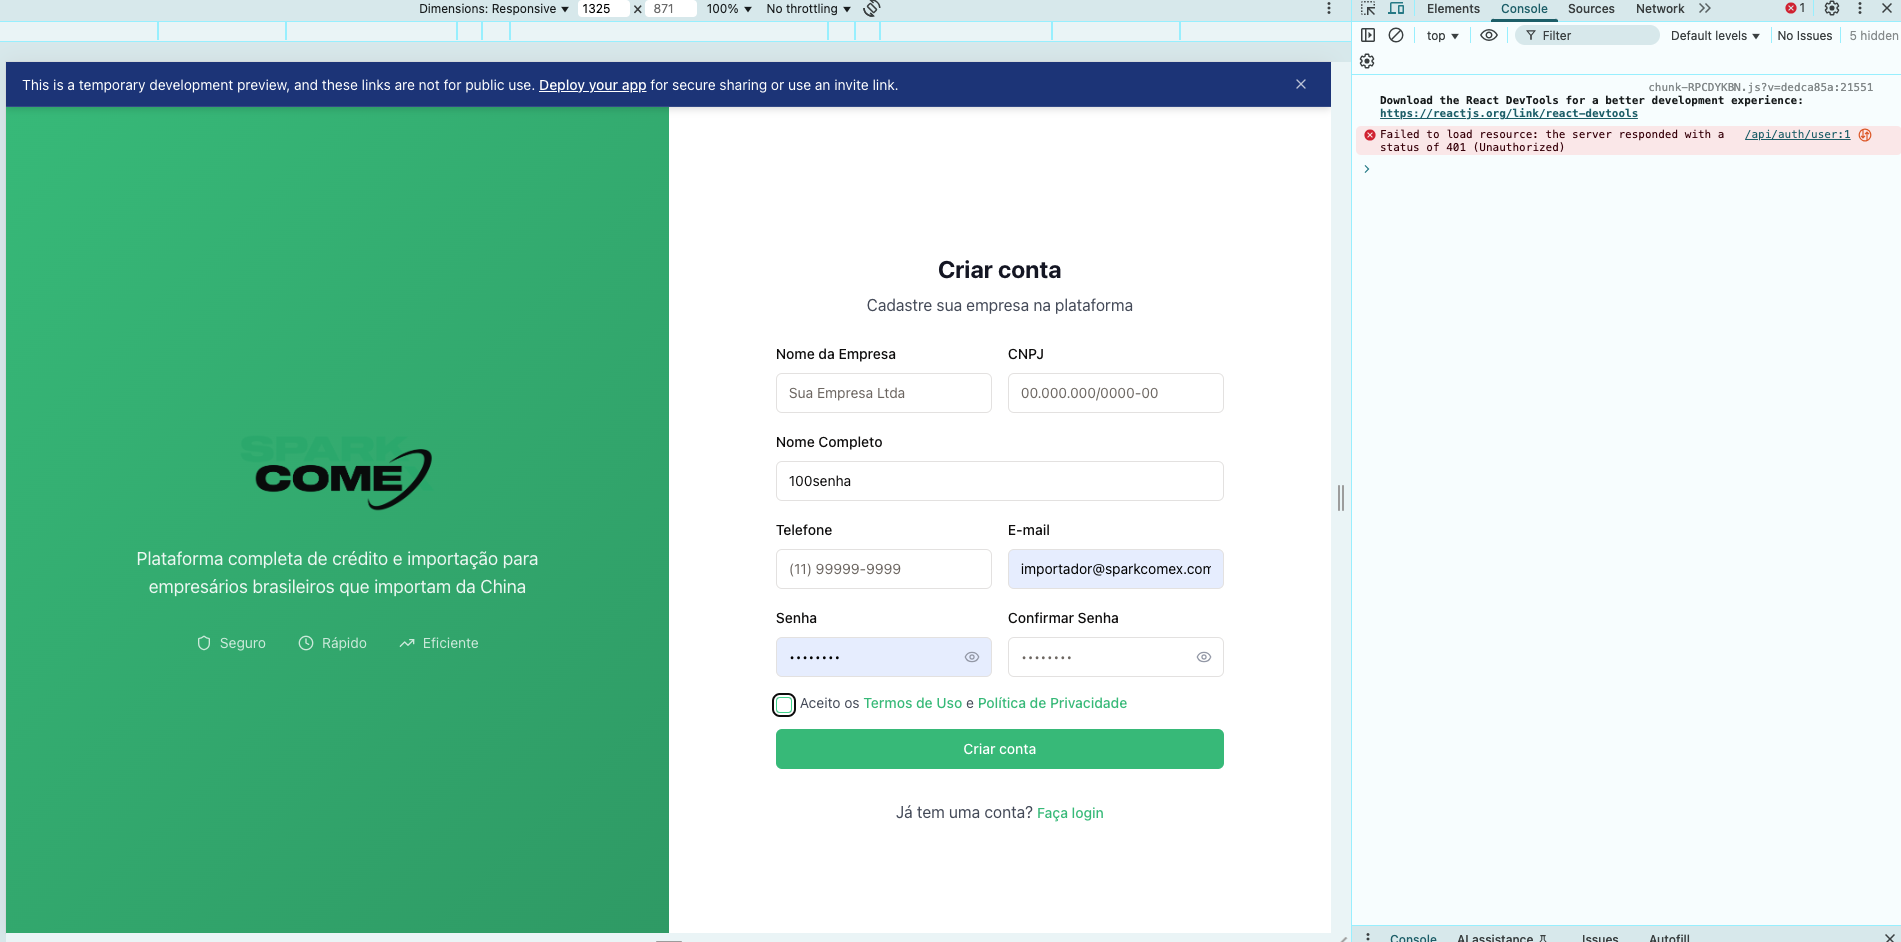 Dimensions: Responsive 1325 x 871 100% No throttling
This is a temporary development preview, and these links are not for public use. Deploy your app for secure sharing or use an invite link.
SPARK
COME
Plataforma completa de crédito e importação para
empresários brasileiros que importam da China
Seguro Rápido Eficiente
Criar conta
Cadastre sua empresa na plataforma
Nome da Empresa CNPJ
Sua Empresa Ltda 00.000.000/0000-00
Nome Completo
100senha
Telefone E-mail
(11) 99999-9999 importador@sparkcomex.com
Senha Confirmar Senha
•••••••• ••••••••
Aceito os Termos de Uso e Política de Privacidade
Criar conta
Já tem uma conta? Faça login
Elements Console Sources Network 1
top Filter Default levels No Issues 5 hidden
chunk-RPCDYKBN.js?v=dedca85a:21551
Download the React DevTools for a better development experience:
https://reactjs.org/link/react-devtools
Failed to load resource: the server responded with a /api/auth/user:1
status of 401 (Unauthorized)
Console AI assistance Issues Autofill